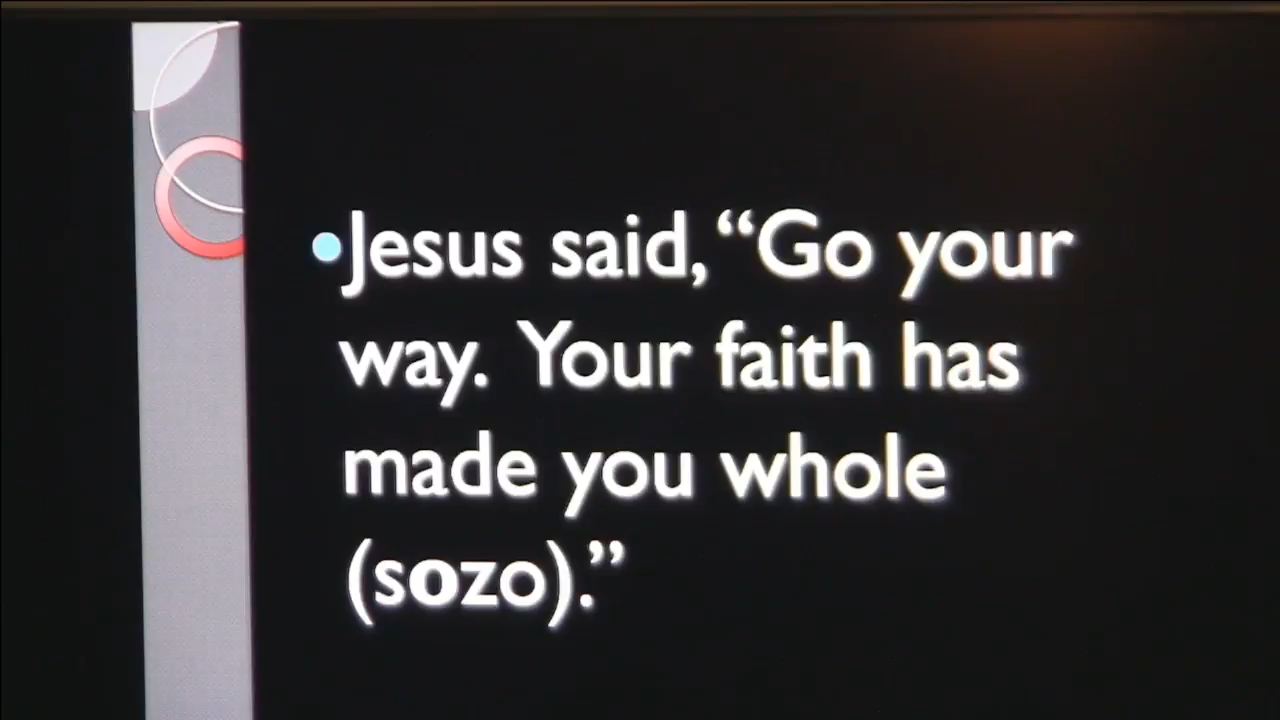 •Jesus said, “Go your
way. Your faith has
made you whole
(sozo).”